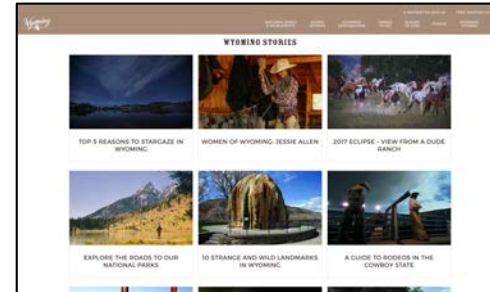 Wyoming
WYOMING STORIES
TOP 5 REASONS TO STARGAZE IN
WYOMING
WOMEN OF WYOMING: JESSIE ALLEN
2017 ECLIPSE - VIEW FROM A DUDE
RANCH
EXPLORE THE ROADS TO OUR
NATIONAL PARKS
10 STRANGE AND WILD LANDMARKS
IN WYOMING
A GUIDE TO RODEOS IN THE
COWBOY STATE